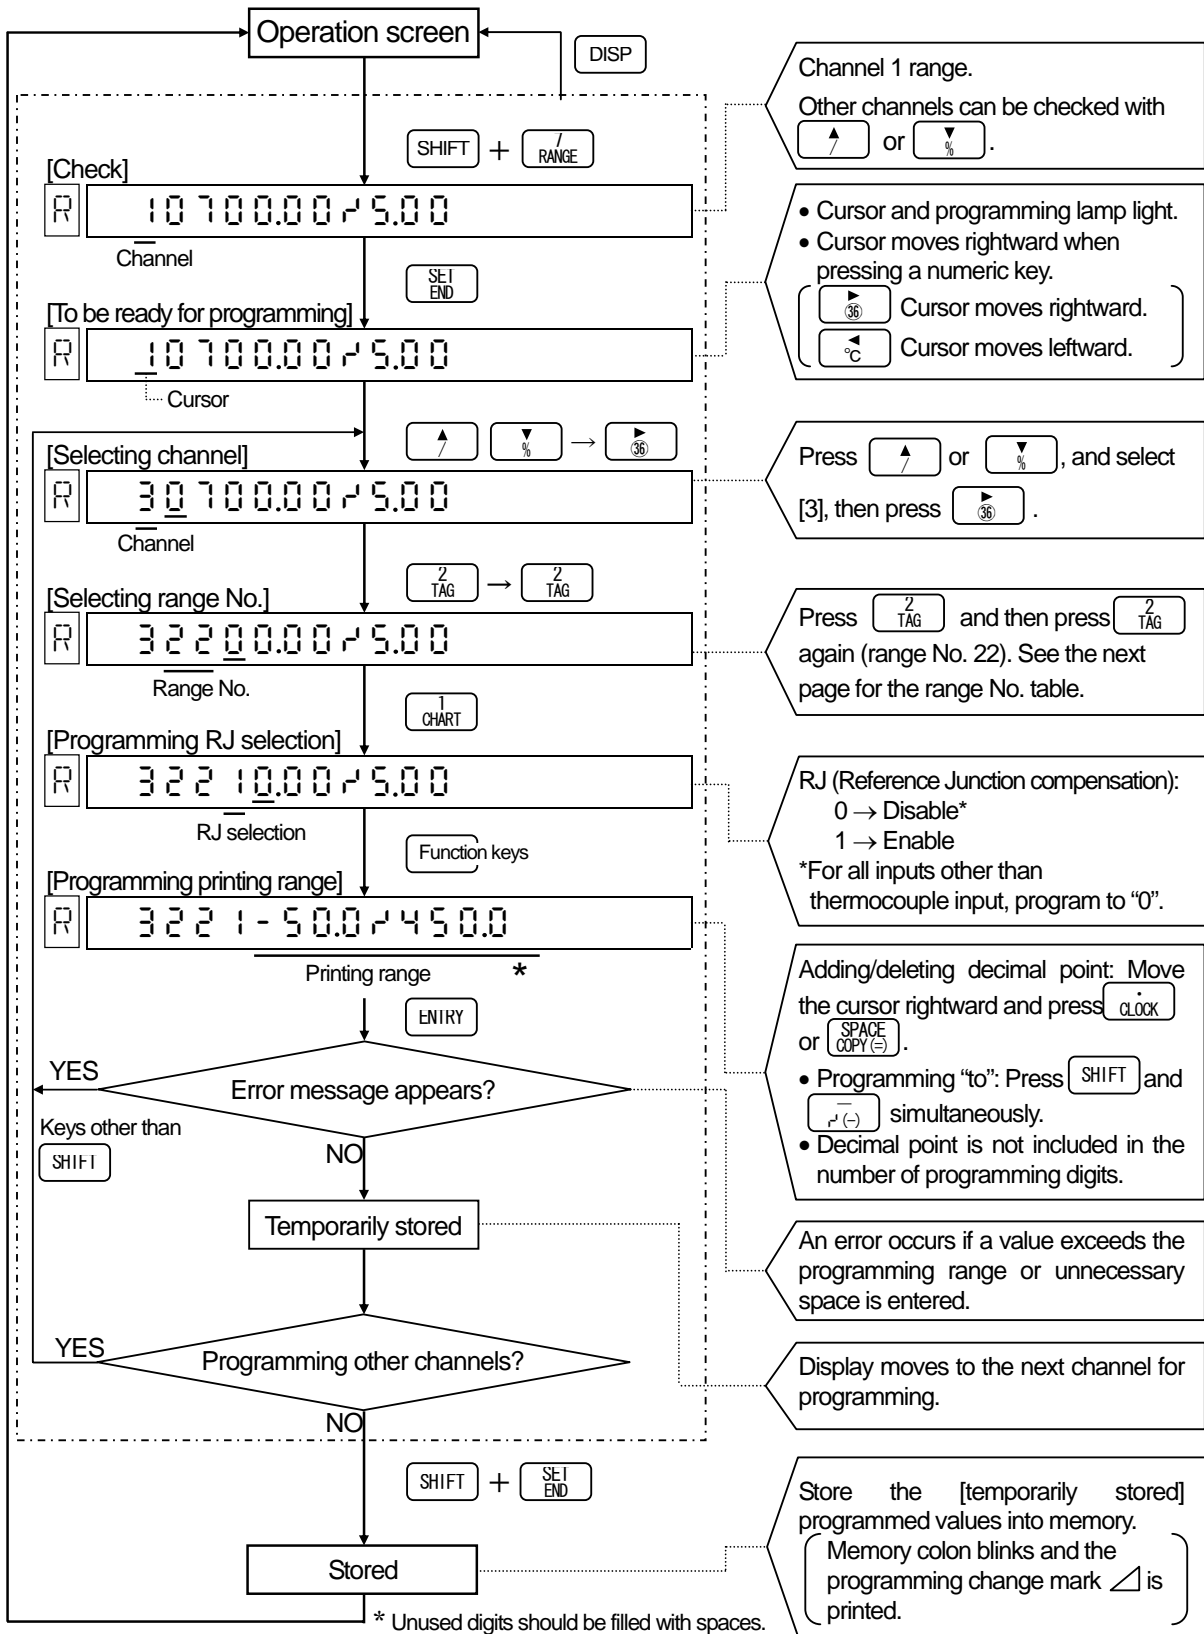 Operation screen
DISP
SHIFT + 7 RANGE
Channel 1 range.
Other channels can be checked with
▲ / or ▼ % .
[Check]
R 10700.00~5.00
Channel
SET END
• Cursor and programming lamp light.
• Cursor moves rightward when
pressing a numeric key.
► ㊱ Cursor moves rightward.
◄ °C Cursor moves leftward.
[To be ready for programming]
R 10700.00~5.00
Cursor
▲ / ▼ % → ► ㊱
[Selecting channel]
R 30700.00~5.00
Channel
Press ▲ / or ▼ % , and select
[3], then press ► ㊱ .
2 TAG → 2 TAG
[Selecting range No.]
R 32200.00~5.00
Range No.
Press 2 TAG and then press 2 TAG
again (range No. 22). See the next
page for the range No. table.
1 CHART
[Programming RJ selection]
R 32210.00~5.00
RJ selection
RJ (Reference Junction compensation):
0 → Disable*
1 → Enable
*For all inputs other than
thermocouple input, program to “0”.
Function keys
[Programming printing range]
R 3221-50.0~450.0
Printing range *
ENTRY
Adding/deleting decimal point: Move
the cursor rightward and press . CLOCK
or SPACE COPY(=) .
• Programming “to”: Press SHIFT and
— ~(–) simultaneously.
• Decimal point is not included in the
number of programming digits.
YES
Error message appears?
NO
Keys other than
SHIFT
An error occurs if a value exceeds the
programming range or unnecessary
space is entered.
Temporarily stored
Display moves to the next channel for
programming.
YES
Programming other channels?
NO
SHIFT + SET END
Store the [temporarily stored]
programmed values into memory.
Memory colon blinks and the
programming change mark ◿ is
printed.
Stored
* Unused digits should be filled with spaces.